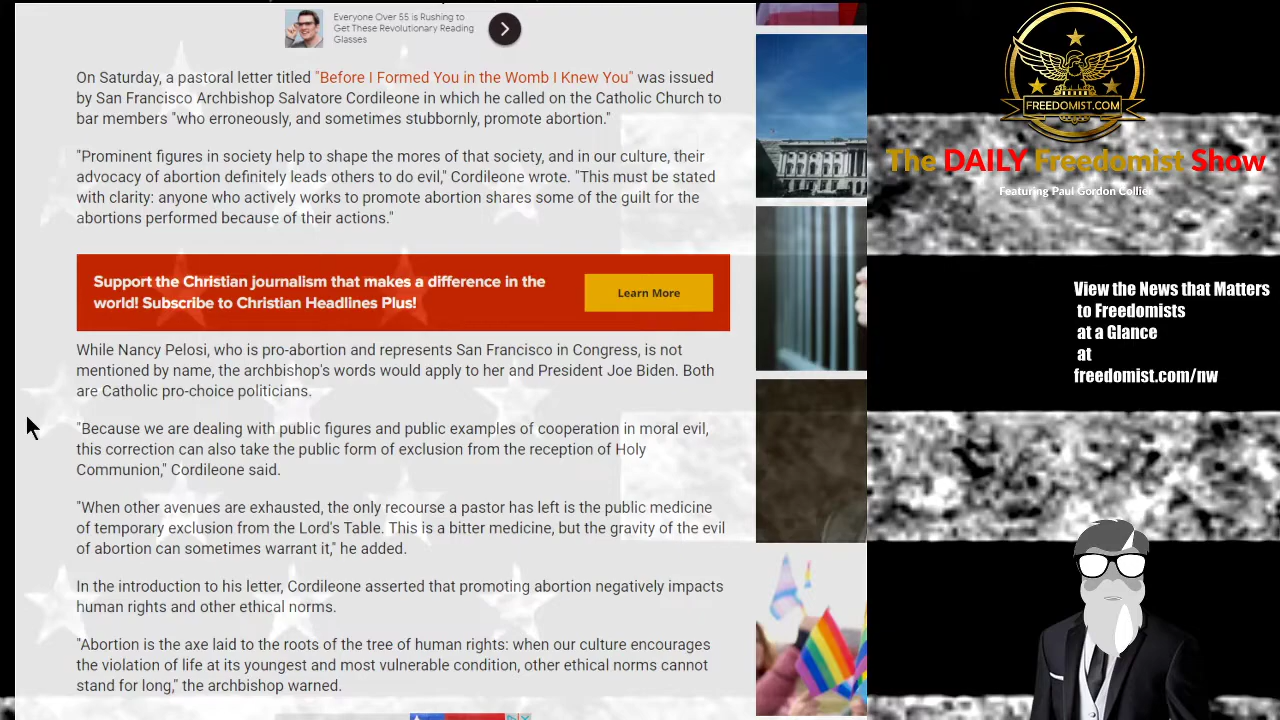 Everyone Over 55 is Rushing to
Get These Revolutionary Reading
Glasses
On Saturday, a pastoral letter titled "Before I Formed You in the Womb I Knew You" was issued
by San Francisco Archbishop Salvatore Cordileone in which he called on the Catholic Church to
bar members "who erroneously, and sometimes stubbornly, promote abortion."
"Prominent figures in society help to shape the mores of that society, and in our culture, their
advocacy of abortion definitely leads others to do evil," Cordileone wrote. "This must be stated
with clarity: anyone who actively works to promote abortion shares some of the guilt for the
abortions performed because of their actions."
Support the Christian journalism that makes a difference in the
world! Subscribe to Christian Headlines Plus!
Learn More
While Nancy Pelosi, who is pro-abortion and represents San Francisco in Congress, is not
mentioned by name, the archbishop's words would apply to her and President Joe Biden. Both
are Catholic pro-choice politicians.
"Because we are dealing with public figures and public examples of cooperation in moral evil,
this correction can also take the public form of exclusion from the reception of Holy
Communion," Cordileone said.
"When other avenues are exhausted, the only recourse a pastor has left is the public medicine
of temporary exclusion from the Lord's Table. This is a bitter medicine, but the gravity of the evil
of abortion can sometimes warrant it," he added.
In the introduction to his letter, Cordileone asserted that promoting abortion negatively impacts
human rights and other ethical norms.
"Abortion is the axe laid to the roots of the tree of human rights: when our culture encourages
the violation of life at its youngest and most vulnerable condition, other ethical norms cannot
stand for long," the archbishop warned.
FREEDOMIST.COM
The DAILY Freedomist Show
Featuring Paul Gordon Collier
View the News that Matters
to Freedomists
at a Glance
at
freedomist.com/nw